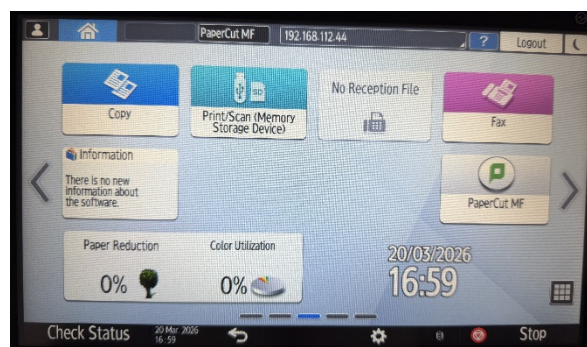 PaperCut MF
192.168.112.44
?
Logout
Copy
SD
Print/Scan (Memory
Storage Device)
No Reception File
Fax
Information
There is no new
information about
the software.
PaperCut MF
Paper Reduction
0%
Color Utilization
0%
20/03/2026
16:59
Check Status
20 Mar 2026
16:59
Stop